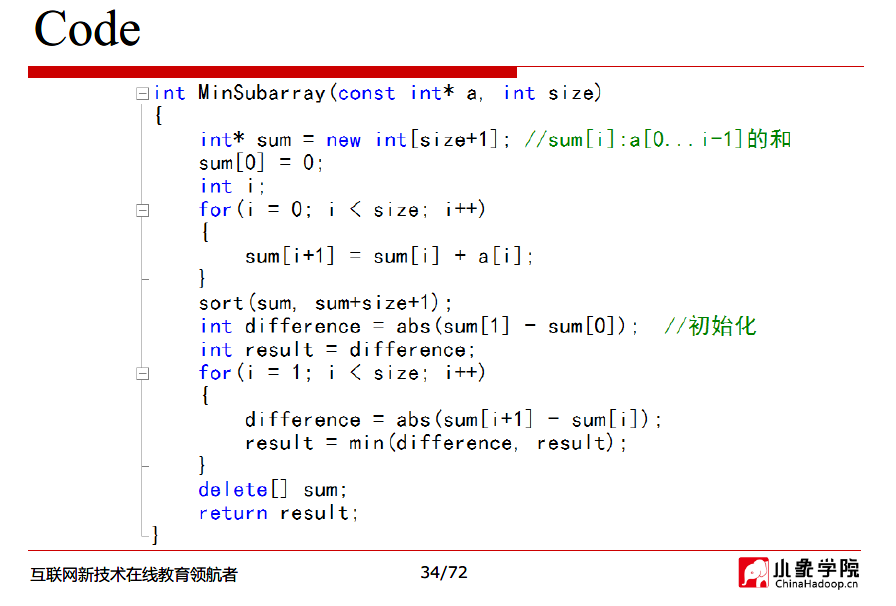 Code
int MinSubarray(const int* a, int size)
{
int* sum = new int[size+1]; //sum[i]:a[0...i-1]的和
sum[0] = 0;
int i;
for(i = 0; i < size; i++)
{
sum[i+1] = sum[i] + a[i];
}
sort(sum, sum+size+1);
int difference = abs(sum[1] - sum[0]); //初始化
int result = difference;
for(i = 1; i < size; i++)
{
difference = abs(sum[i+1] - sum[i]);
result = min(difference, result);
}
delete[] sum;
return result;
}
互联网新技术在线教育领航者
34/72
小象学院
ChinaHadoop.cn